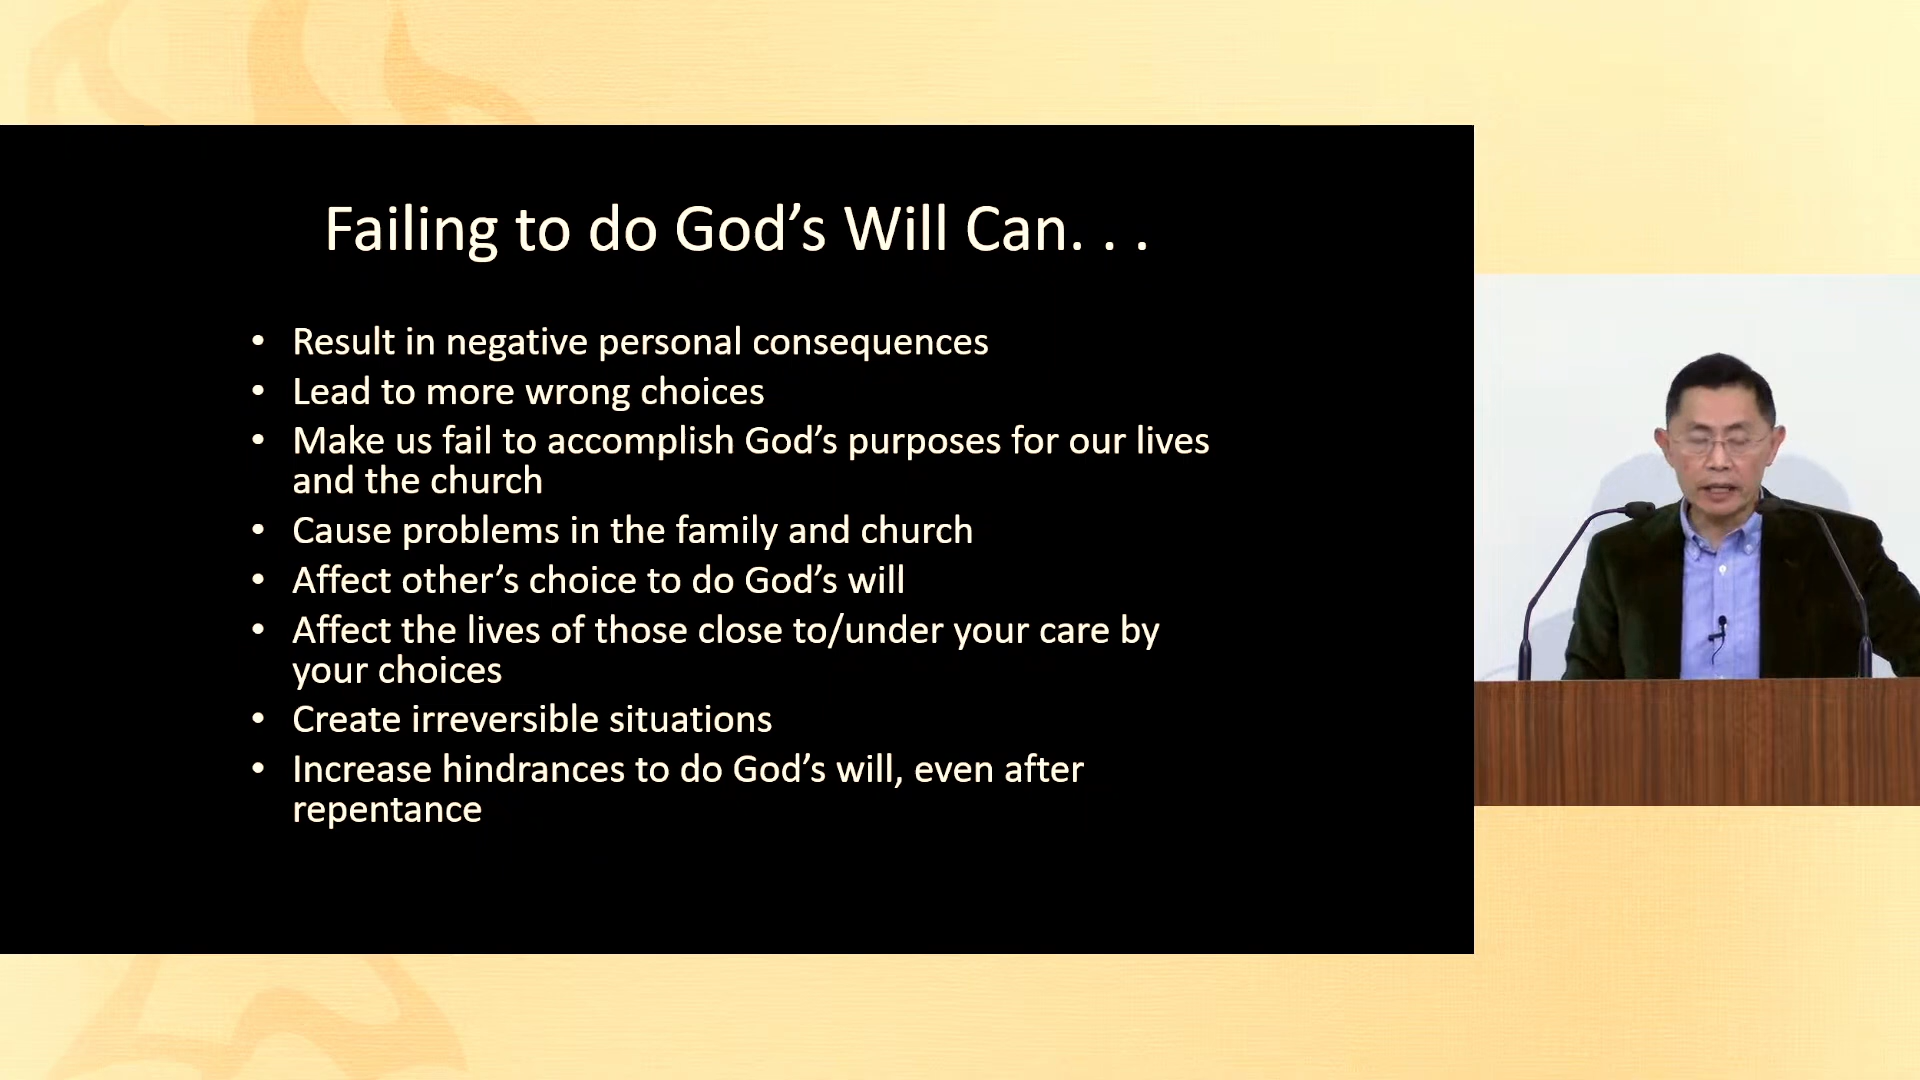 Failing to do God’s Will Can. . .
• Result in negative personal consequences
• Lead to more wrong choices
• Make us fail to accomplish God’s purposes for our lives
and the church
• Cause problems in the family and church
• Affect other’s choice to do God’s will
• Affect the lives of those close to/under your care by
your choices
• Create irreversible situations
• Increase hindrances to do God’s will, even after
repentance